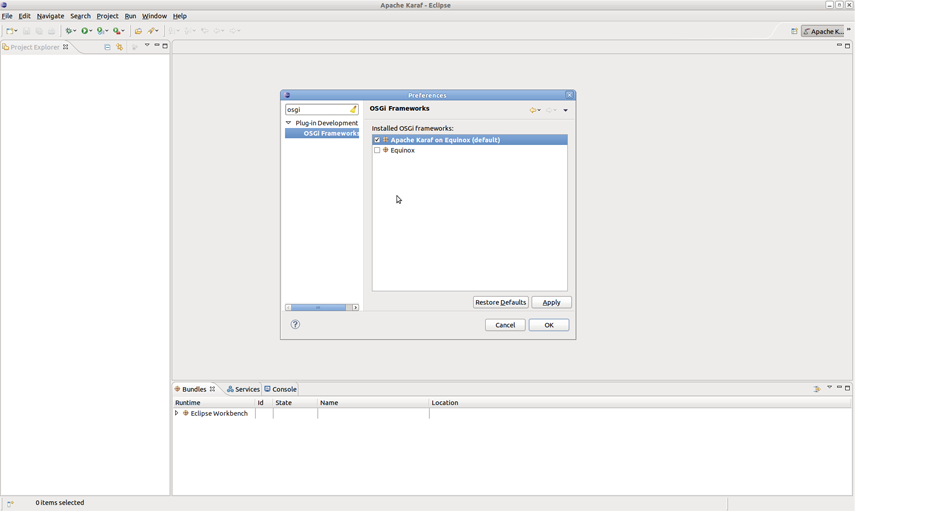 Apache Karaf - Eclipse
File Edit Navigate Search Project Run Window Help
Apache K...
Project Explorer
Preferences
osgi
OSGi Frameworks
Plug-in Development
OSGi Frameworks
Installed OSGi frameworks:
Apache Karaf on Equinox (default)
Equinox
Restore Defaults Apply
? Cancel OK
Bundles Services Console
Runtime Id State Name Location
Eclipse Workbench
0 items selected